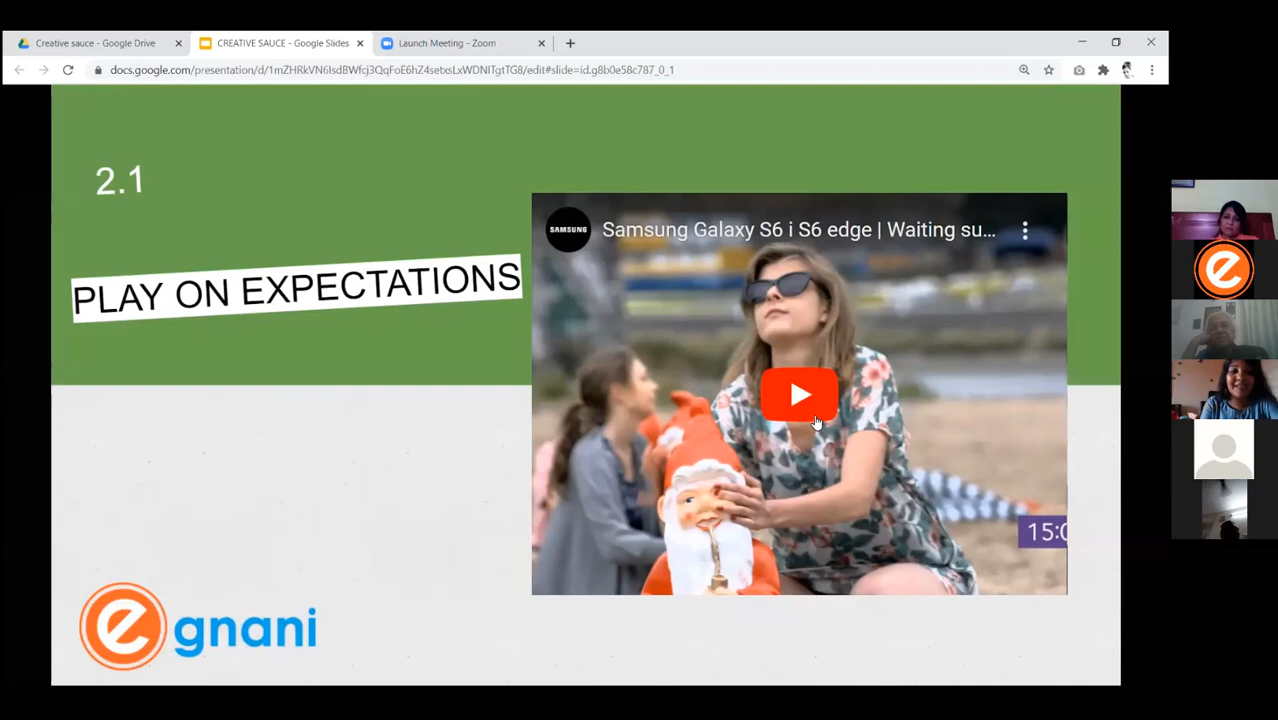 Creative sauce - Google Drive
CREATIVE SAUCE - Google Slides
Launch Meeting - Zoom
docs.google.com/presentation/d/1mZHRkVN6IsdBWfcj3QqFoE6hZ4setxsLxWDNITgtTG8/edit#slide=id.g8b0e58c787_0_1
2.1
PLAY ON EXPECTATIONS
SAMSUNG
Samsung Galaxy S6 i S6 edge | Waiting su...
15:0
e gnani
e